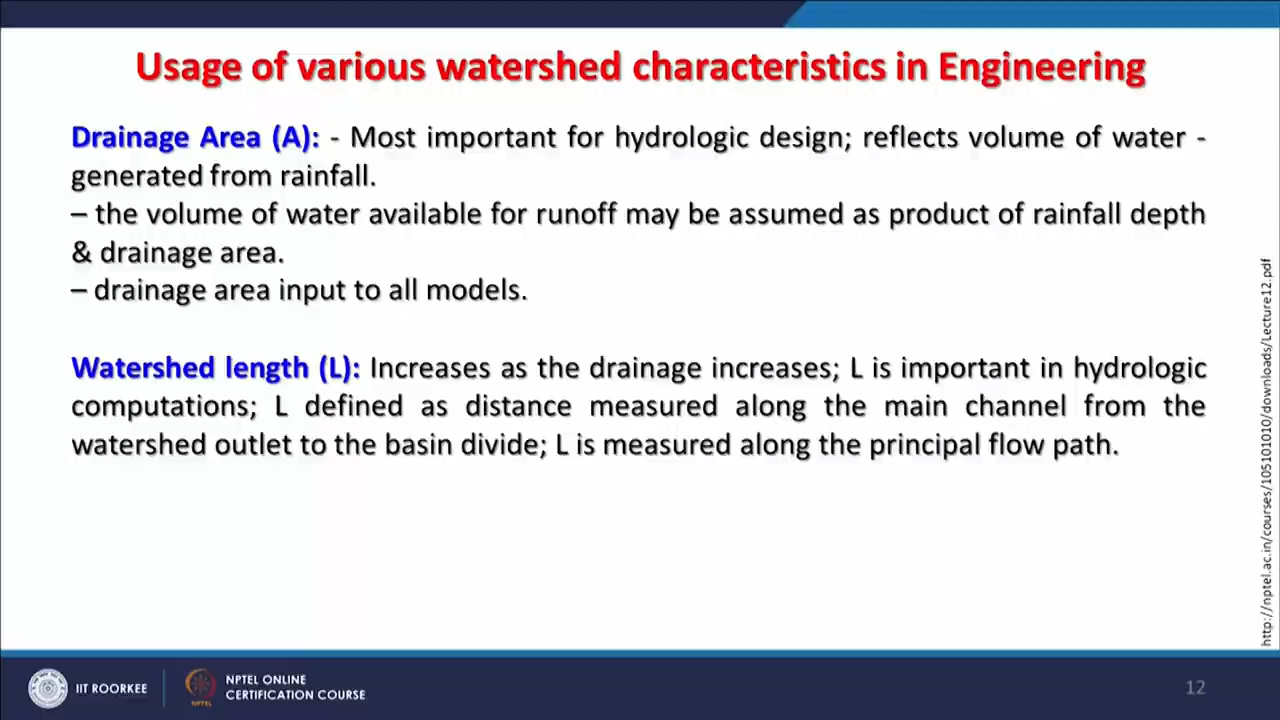 Usage of various watershed characteristics in Engineering
Drainage Area (A): - Most important for hydrologic design; reflects volume of water -
generated from rainfall.
– the volume of water available for runoff may be assumed as product of rainfall depth
& drainage area.
– drainage area input to all models.
Watershed length (L): Increases as the drainage increases; L is important in hydrologic
computations; L defined as distance measured along the main channel from the
watershed outlet to the basin divide; L is measured along the principal flow path.
http://nptel.ac.in/courses/105101010/downloads/Lecture12.pdf
IIT ROORKEE
NPTEL
NPTEL ONLINE
CERTIFICATION COURSE
12